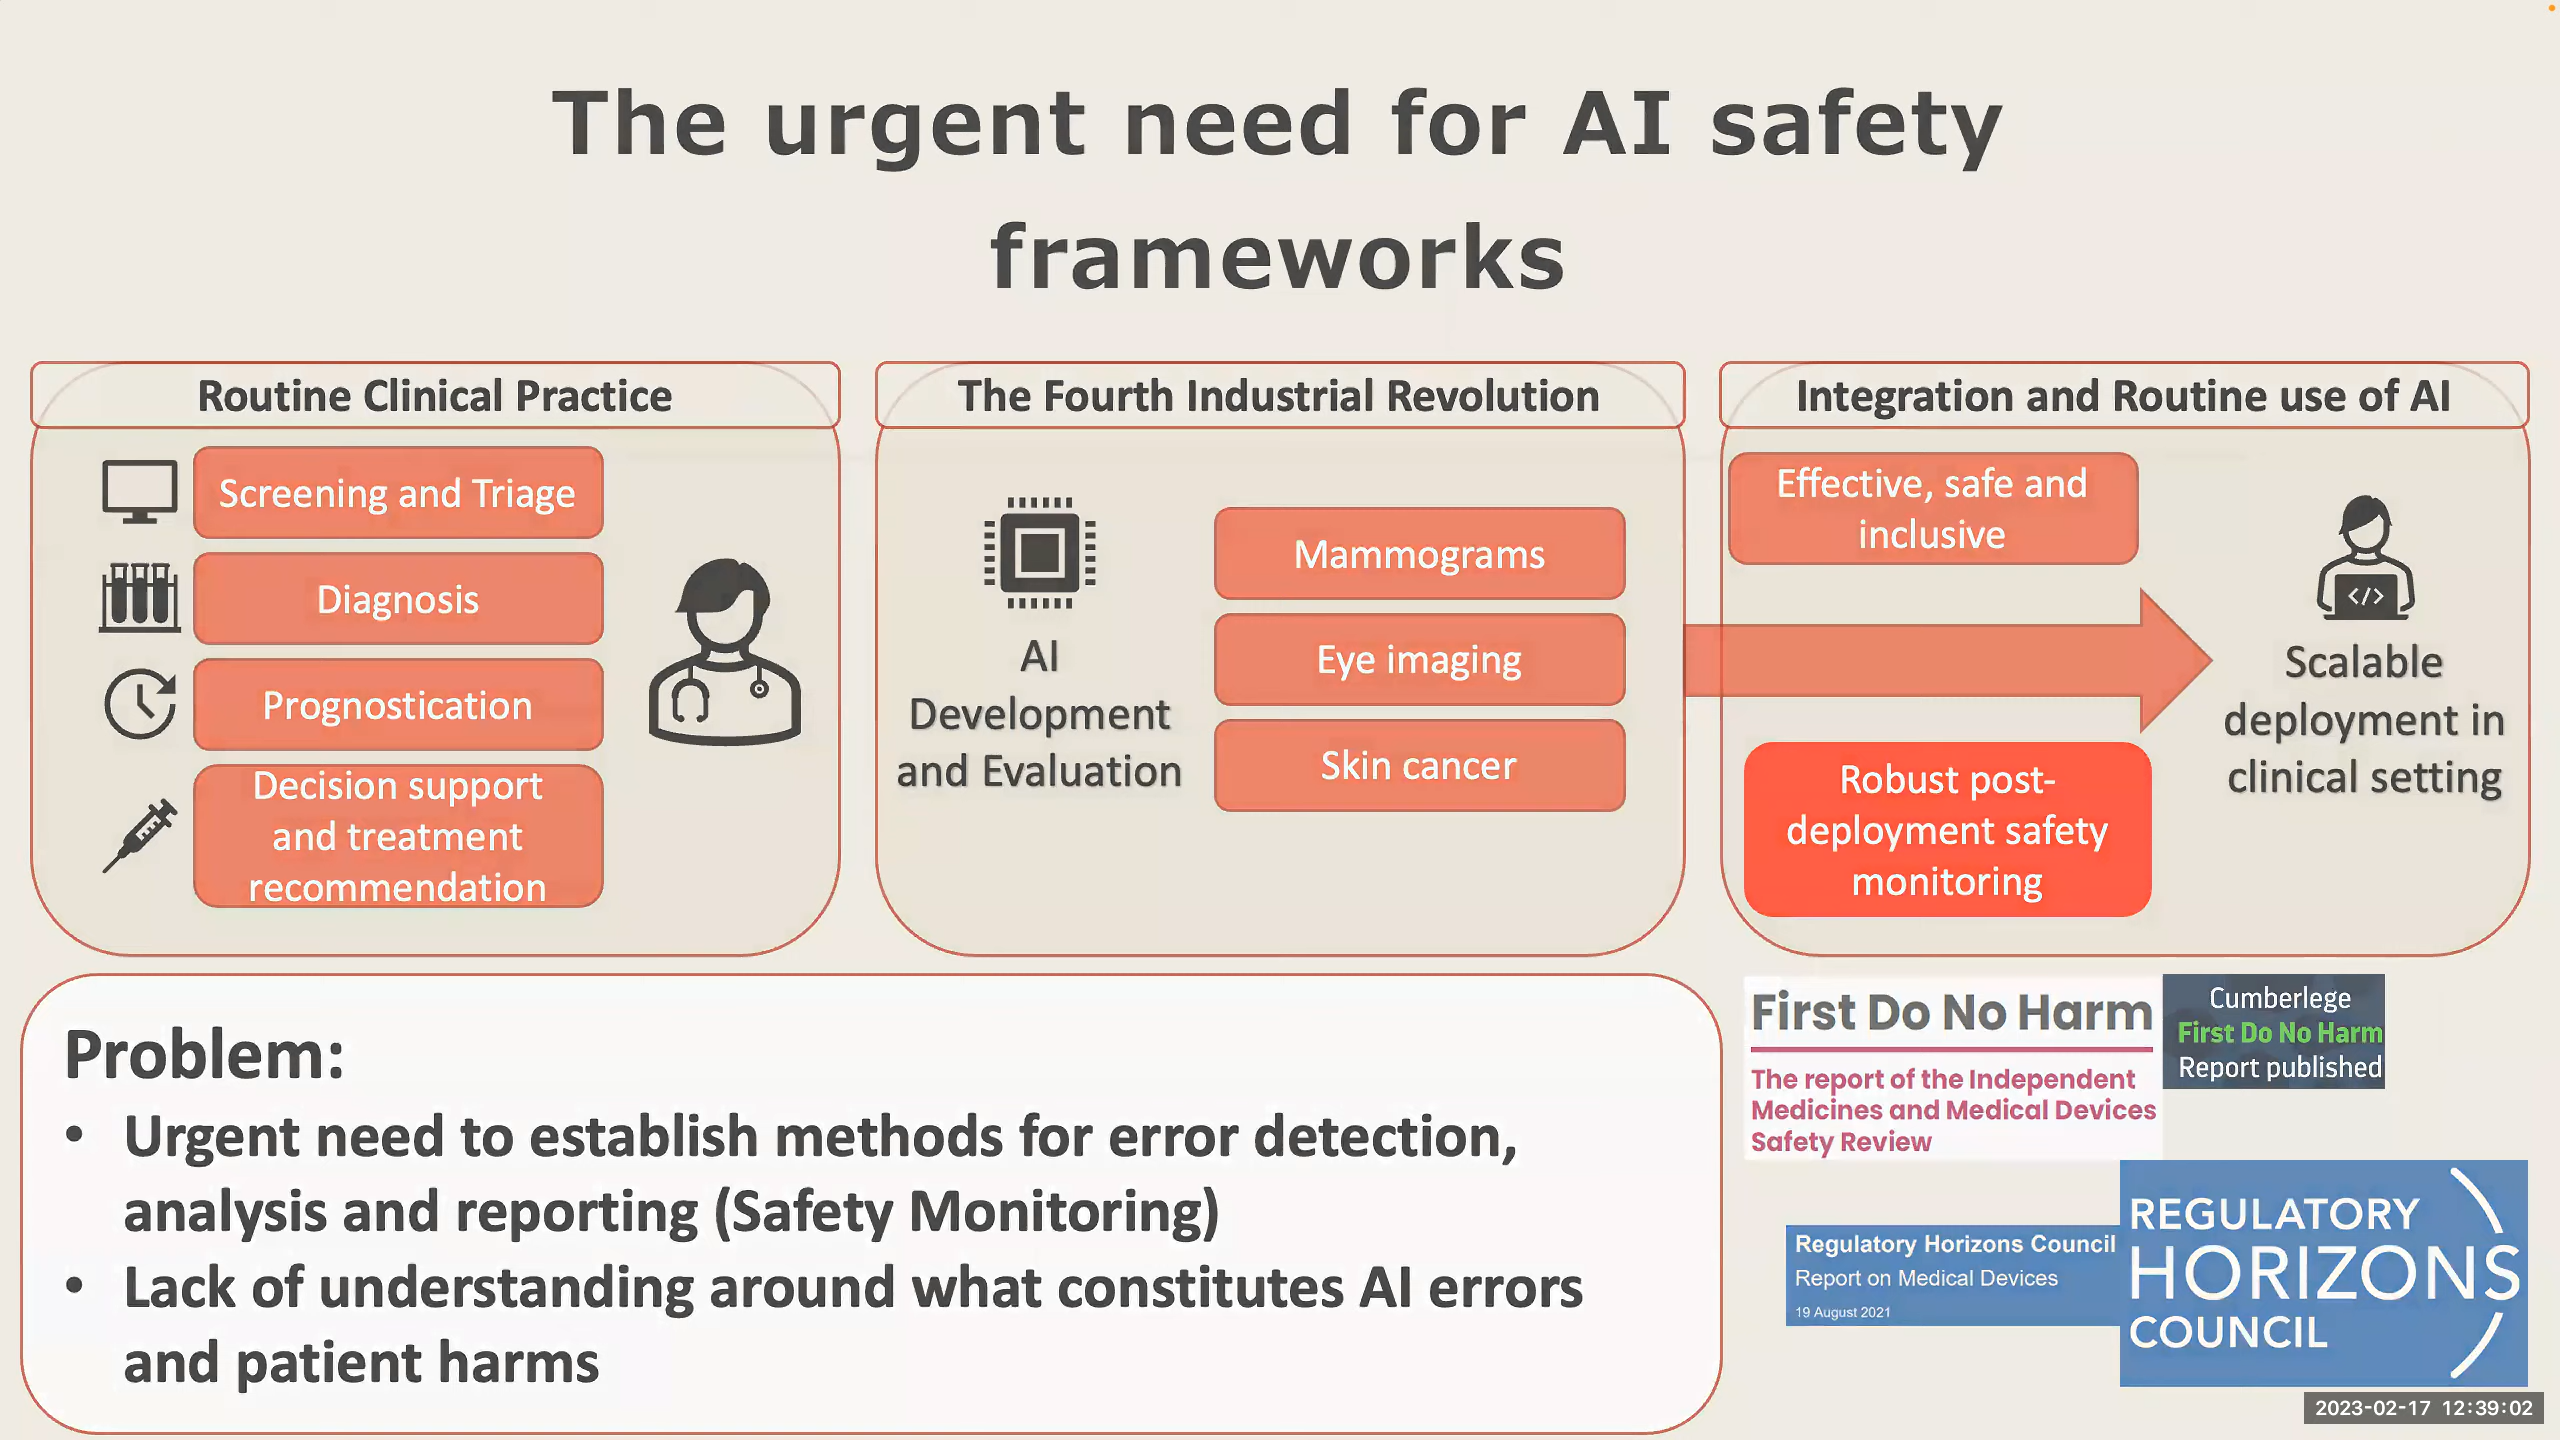 The urgent need for AI safety
frameworks
Routine Clinical Practice
Screening and Triage
Diagnosis
Prognostication
Decision support
and treatment
recommendation
The Fourth Industrial Revolution
AI
Development
and Evaluation
Mammograms
Eye imaging
Skin cancer
Integration and Routine use of AI
Effective, safe and
inclusive
</>
Scalable
deployment in
clinical setting
Robust post-
deployment safety
monitoring
Problem:
• Urgent need to establish methods for error detection,
analysis and reporting (Safety Monitoring)
• Lack of understanding around what constitutes AI errors
and patient harms
First Do No Harm
The report of the Independent
Medicines and Medical Devices
Safety Review
Cumberlege
First Do No Harm
Report published
Regulatory Horizons Council
Report on Medical Devices
19 August 2021
REGULATORY
HORIZONS
COUNCIL
2023-02-17 12:39:02